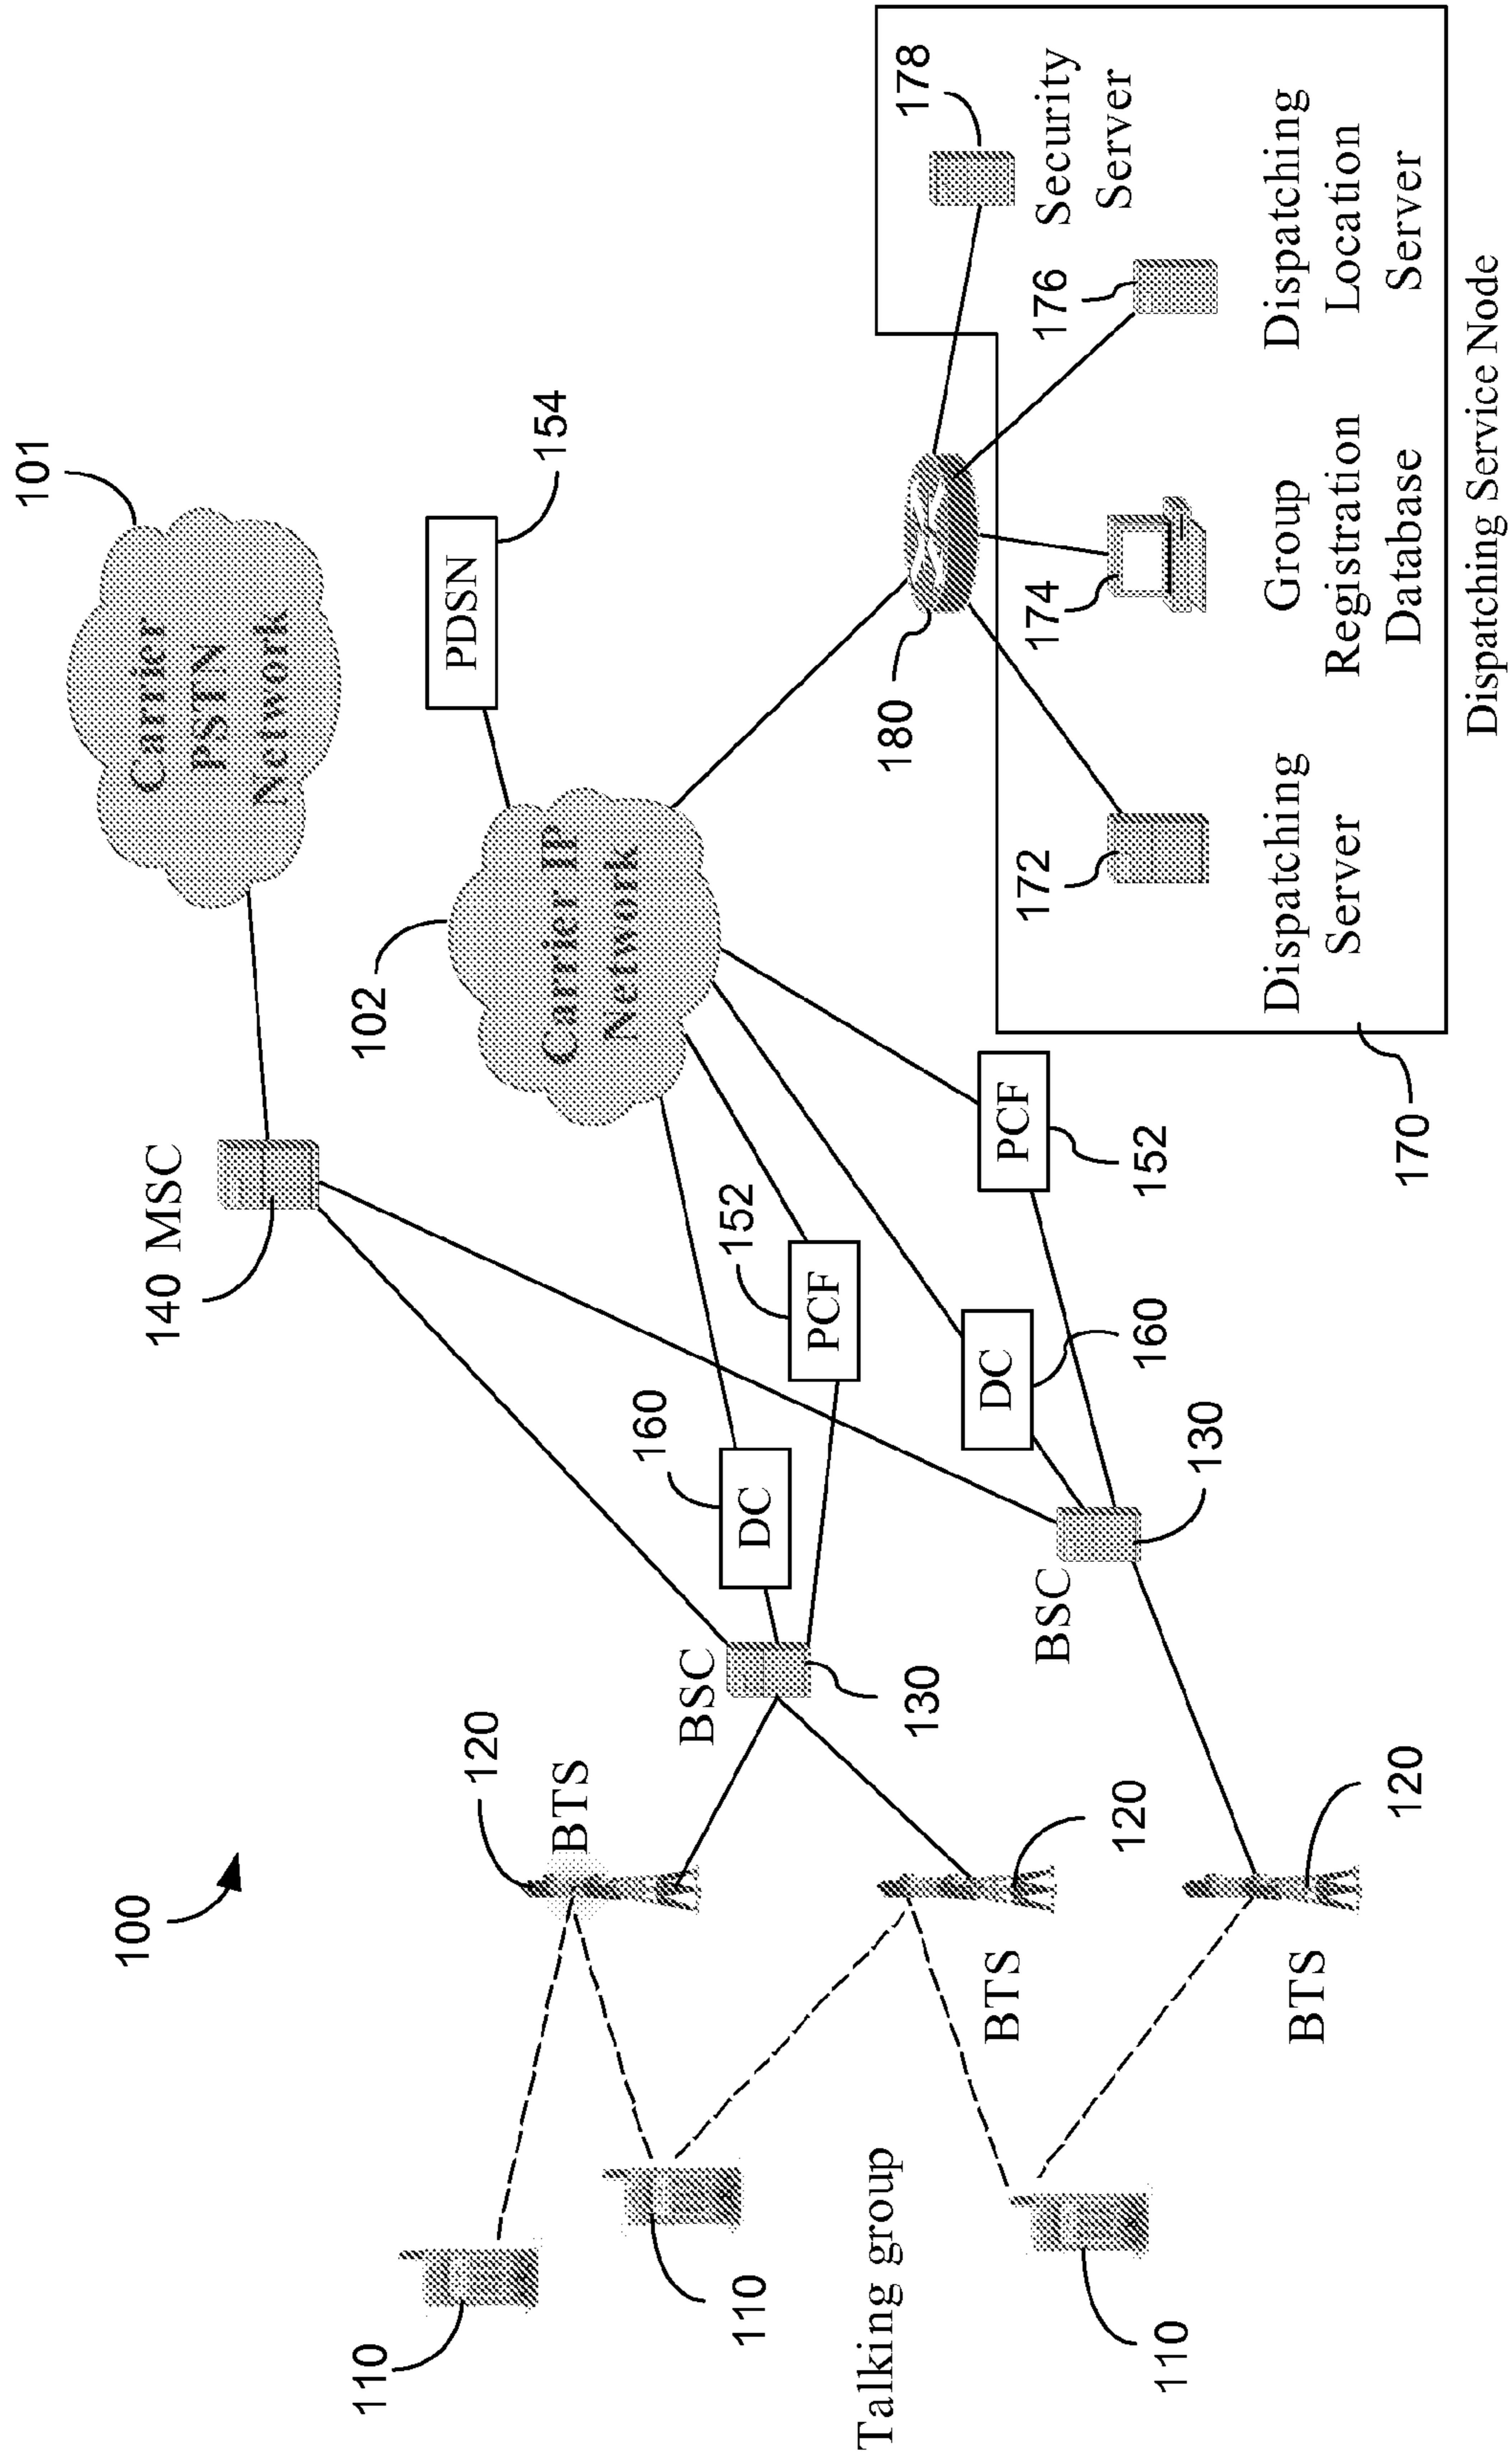 100
101
Carrier
PSTN
Network
140 MSC
102
Carrier IP
Network
PDSN
154
120
BTS
BSC
130
160
DC
152
PCF
110
110
Talking group
110
BTS
120
BTS
120
BSC
130
DC
160
PCF
152
180
178
Security
Server
176
174
172
Dispatching
Server
Group
Registration
Database
Dispatching
Location
Server
170
Dispatching Service Node